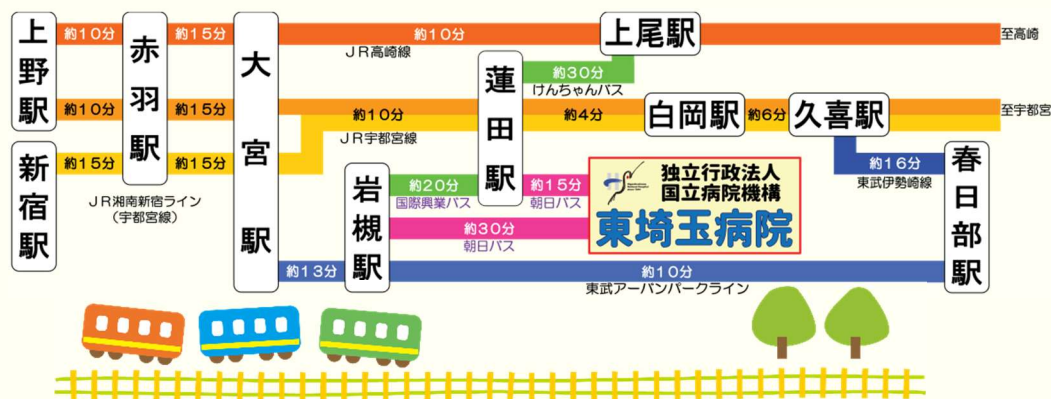 上野駅
約10分
赤羽駅
約15分
大宮駅
約10分
JR高崎線
上尾駅
至高崎
約30分
けんちゃんバス
蓮田駅
約10分
約15分
約10分
JR宇都宮線
約4分
白岡駅
約6分
久喜駅
至宇都宮
新宿駅
約15分
約15分
JR湘南新宿ライン
(宇都宮線)
岩槻駅
約20分
国際興業バス
約15分
朝日バス
約30分
朝日バス
独立行政法人
国立病院機構
東埼玉病院
約16分
東武伊勢崎線
春日部駅
約13分
約10分
東武アーバンパークライン